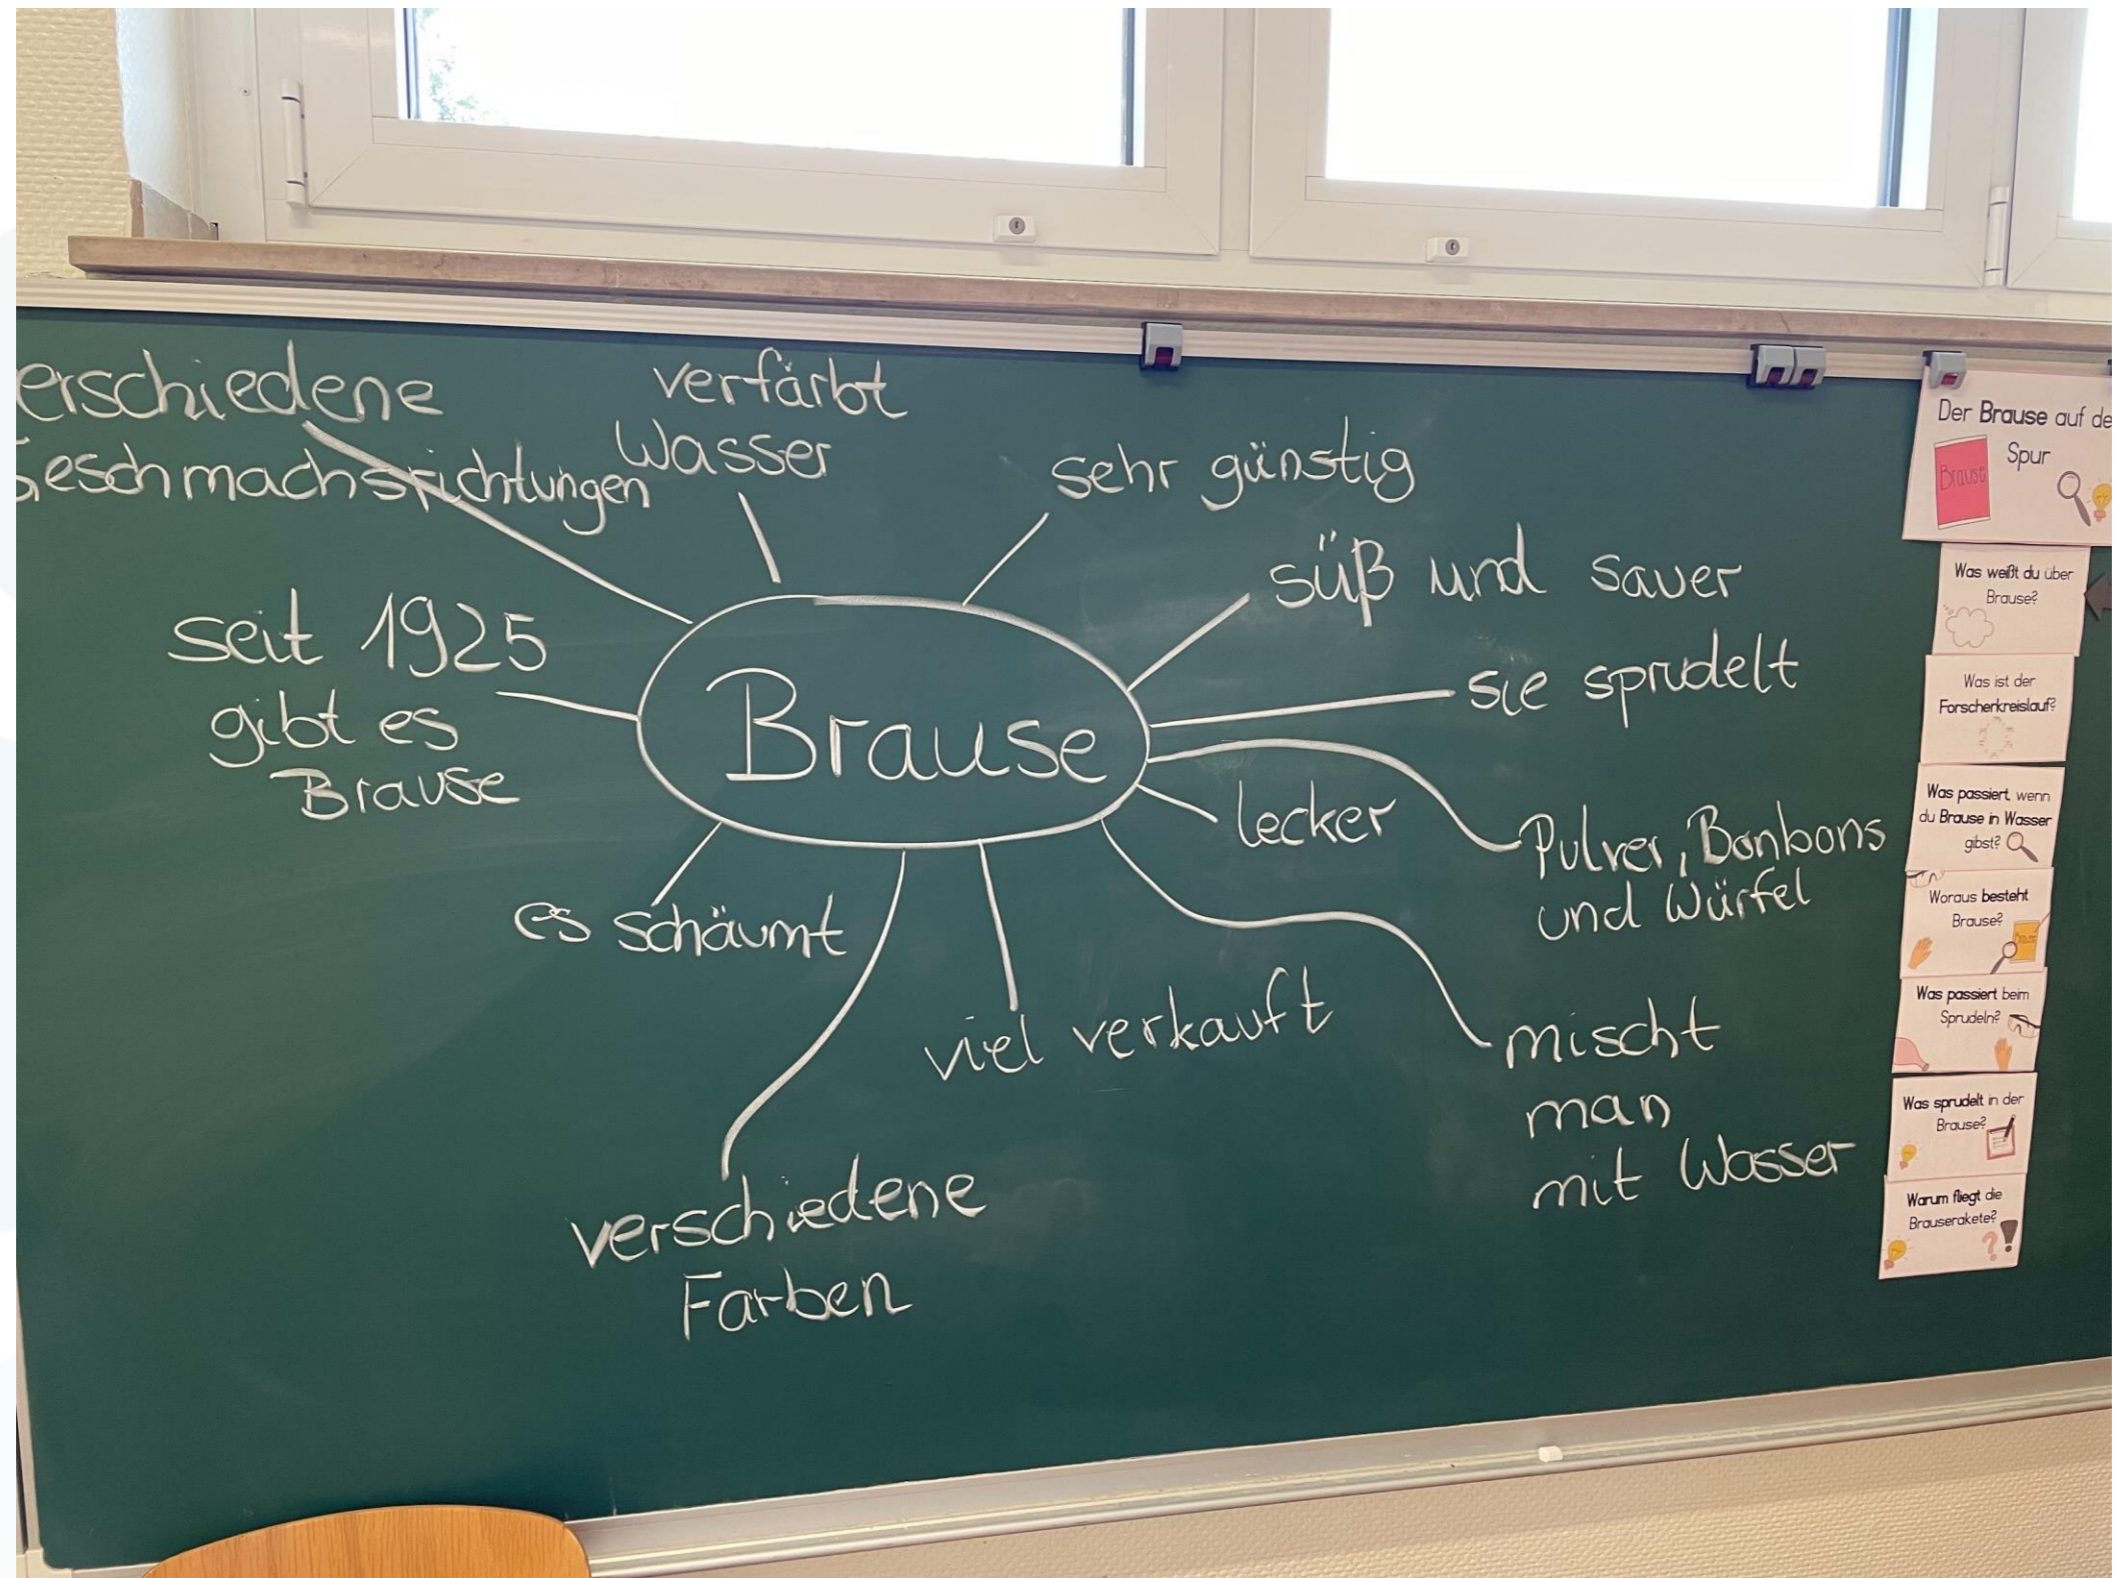 erschiedene
Geschmachsrichtungen
verfärbt
Wasser
sehr günstig
süß und sauer
sie sprudelt
seit 1925
gibt es
Brause
Brause
lecker
Pulver, Bonbons
und Würfel
es schäumt
viel verkauft
mischt
man
mit Wasser
verschiedene
Farben
Der Brause auf de
Spur
Brause
Was weißt du über
Brause?
Was ist der
Forscherkreislauf?
Was passiert, wenn
du Brause in Wasser
gibst?
Woraus besteht
Brause?
Brause
Was passiert beim
Sprudeln?
Was sprudelt in der
Brause?
Warum fliegt die
Brauserakete?